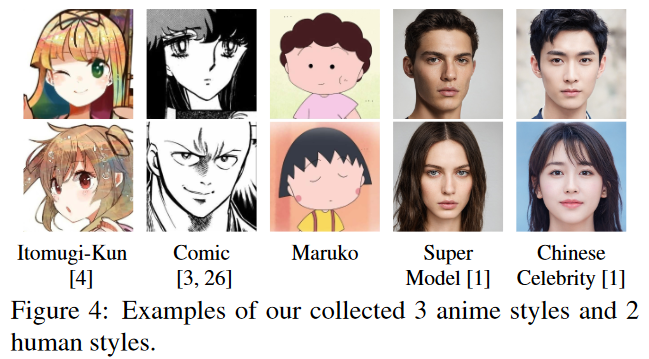 Itomugi-Kun [4]
Comic [3, 26]
Maruko
Super Model [1]
Chinese Celebrity [1]
Figure 4: Examples of our collected 3 anime styles and 2
human styles.